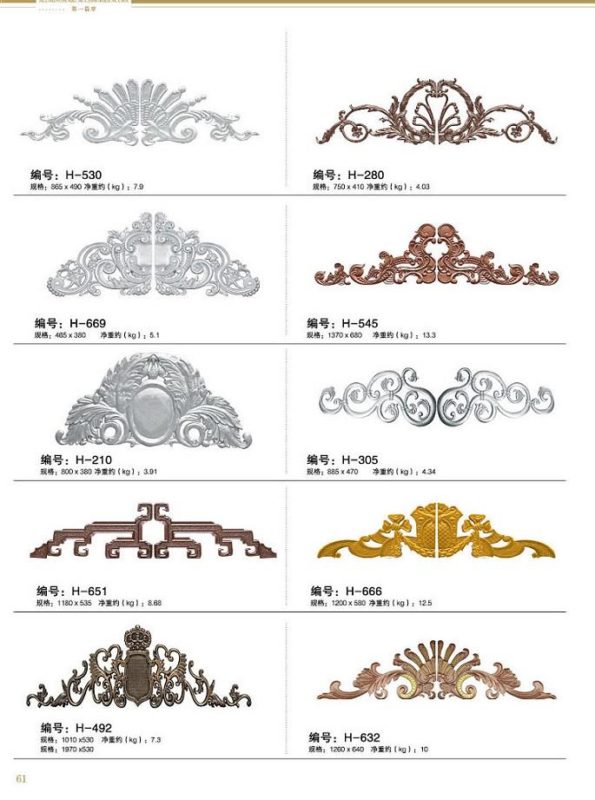 第一篇章
编号：H-530
规格：865 x 490 净重约（kg）：7.9
编号：H-280
规格：750 x 410 净重约（kg）：4.03
编号：H-669
规格：465 x 380 净重约（kg）：5.1
编号：H-545
规格：1370 x 680 净重约（kg）：13.3
编号：H-210
规格：800 x 380 净重约（kg）：3.91
编号：H-305
规格：885 x 470 净重约（kg）：4.34
编号：H-651
规格：1180 x 535 净重约（kg）：8.68
编号：H-666
规格：1200 x 580 净重约（kg）：12.5
编号：H-492
规格：1010 x530 净重约（kg）：7.3
规格：1970 x530
编号：H-632
规格：1260 x 640 净重约（kg）：10
61